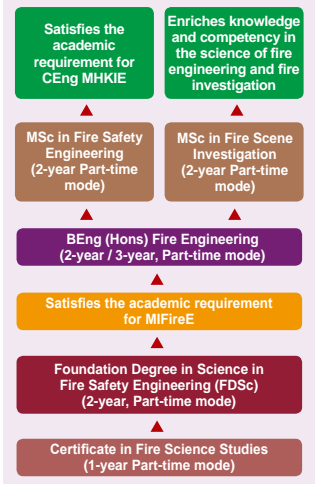 Satisfies the
academic
requirement for
CEng MHKIE
Enriches knowledge
and competency in
the science of fire
engineering and fire
investigation
MSc in Fire Safety
Engineering
(2-year Part-time
mode)
MSc in Fire Scene
Investigation
(2-year Part-time
mode)
BEng (Hons) Fire Engineering
(2-year / 3-year, Part-time mode)
Satisfies the academic requirement
for MIFireE
Foundation Degree in Science in
Fire Safety Engineering (FDSc)
(2-year, Part-time mode)
Certificate in Fire Science Studies
(1-year Part-time mode)